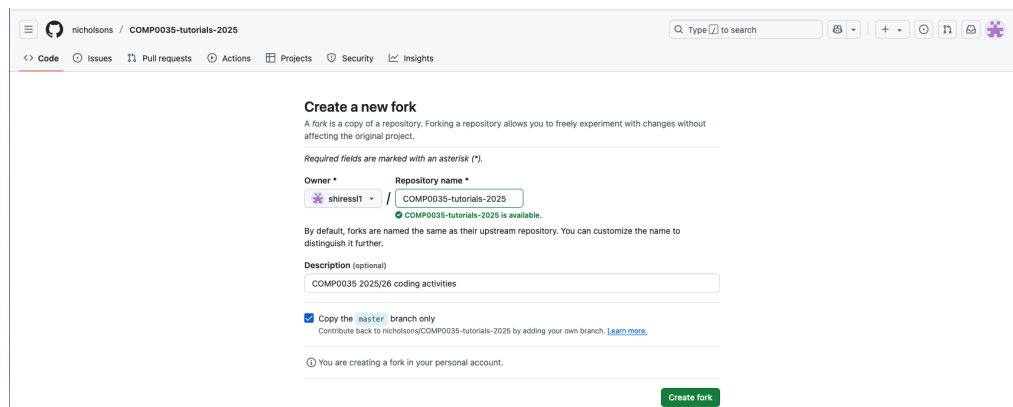 nicholsons / COMP0035-tutorials-2025
Type / to search
Code Issues Pull requests Actions Projects Security Insights
Create a new fork
A fork is a copy of a repository. Forking a repository allows you to freely experiment with changes without
affecting the original project.
Required fields are marked with an asterisk (*).
Owner * Repository name *
shiressl1 / COMP0035-tutorials-2025
COMP0035-tutorials-2025 is available.
By default, forks are named the same as their upstream repository. You can customize the name to
distinguish it further.
Description (optional)
COMP0035 2025/26 coding activities
Copy the master branch only
Contribute back to nicholsons/COMP0035-tutorials-2025 by adding your own branch. Learn more.
You are creating a fork in your personal account.
Create fork